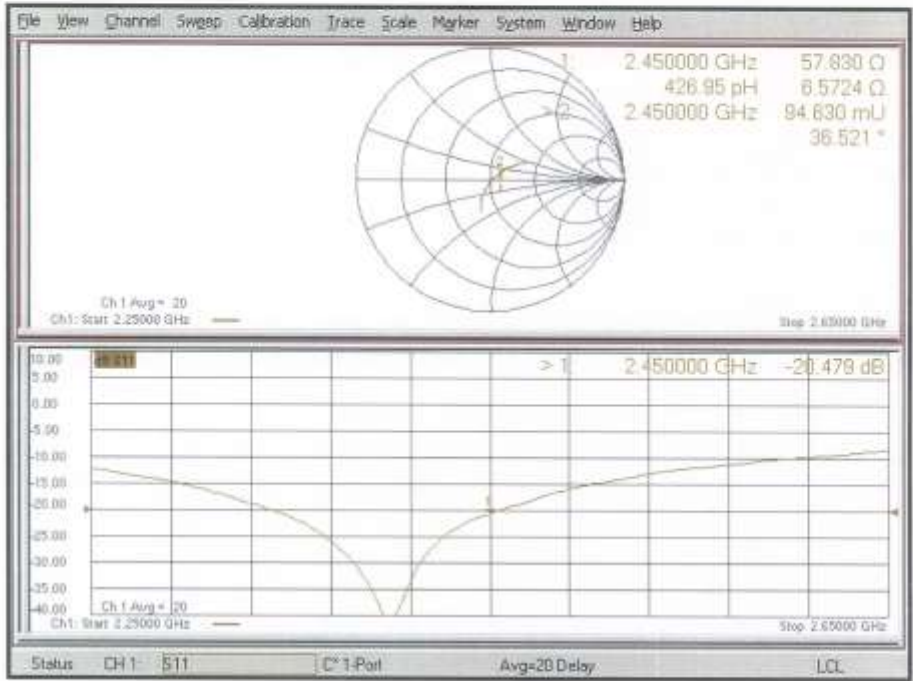 File View Channel Sweep Calibration Trace Scale Marker System Window Help
1 2.450000 GHz 57.830 Ω
426.95 pH 6.5724 Ω
> 2 2.450000 GHz 94.630 mU
36.521 °
Ch 1 Avg = 20
Ch1: Start 2.25000 GHz
Stop 2.65000 GHz
10.00
> 1 2.450000 GHz -20.479 dB
5.00
0.00
-5.00
-10.00
-15.00
-20.00
-25.00
-30.00
-35.00
-40.00
1
Ch 1 Avg = 20
Ch1: Start 2.25000 GHz
Stop 2.65000 GHz
Status CH 1: S11 C* 1-Port Avg=20 Delay LCL